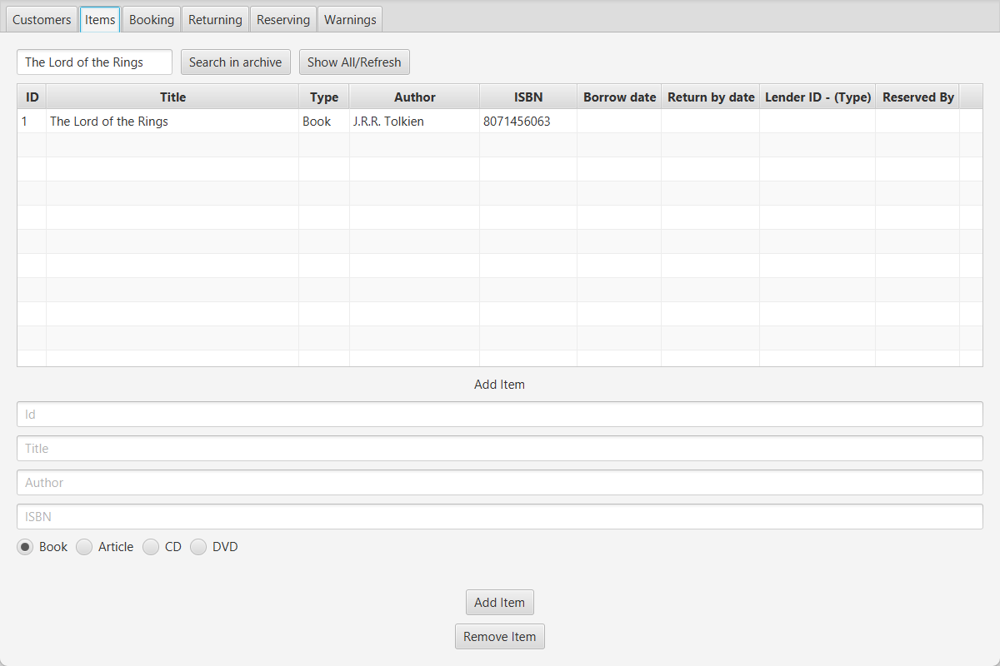 Customers Items Booking Returning Reserving Warnings
The Lord of the Rings Search in archive Show All/Refresh
ID Title Type Author ISBN Borrow date Return by date Lender ID - (Type) Reserved By
1 The Lord of the Rings Book J.R.R. Tolkien 8071456063
Add Item
Id
Title
Author
ISBN
Book Article CD DVD
Add Item
Remove Item